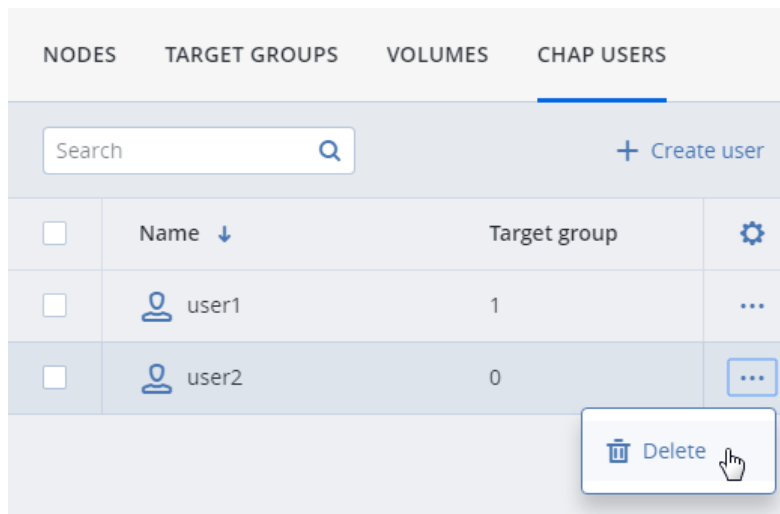 NODES TARGET GROUPS VOLUMES CHAP USERS
Search + Create user
Name ↓ Target group
user1 1 ...
user2 0 ...
Delete